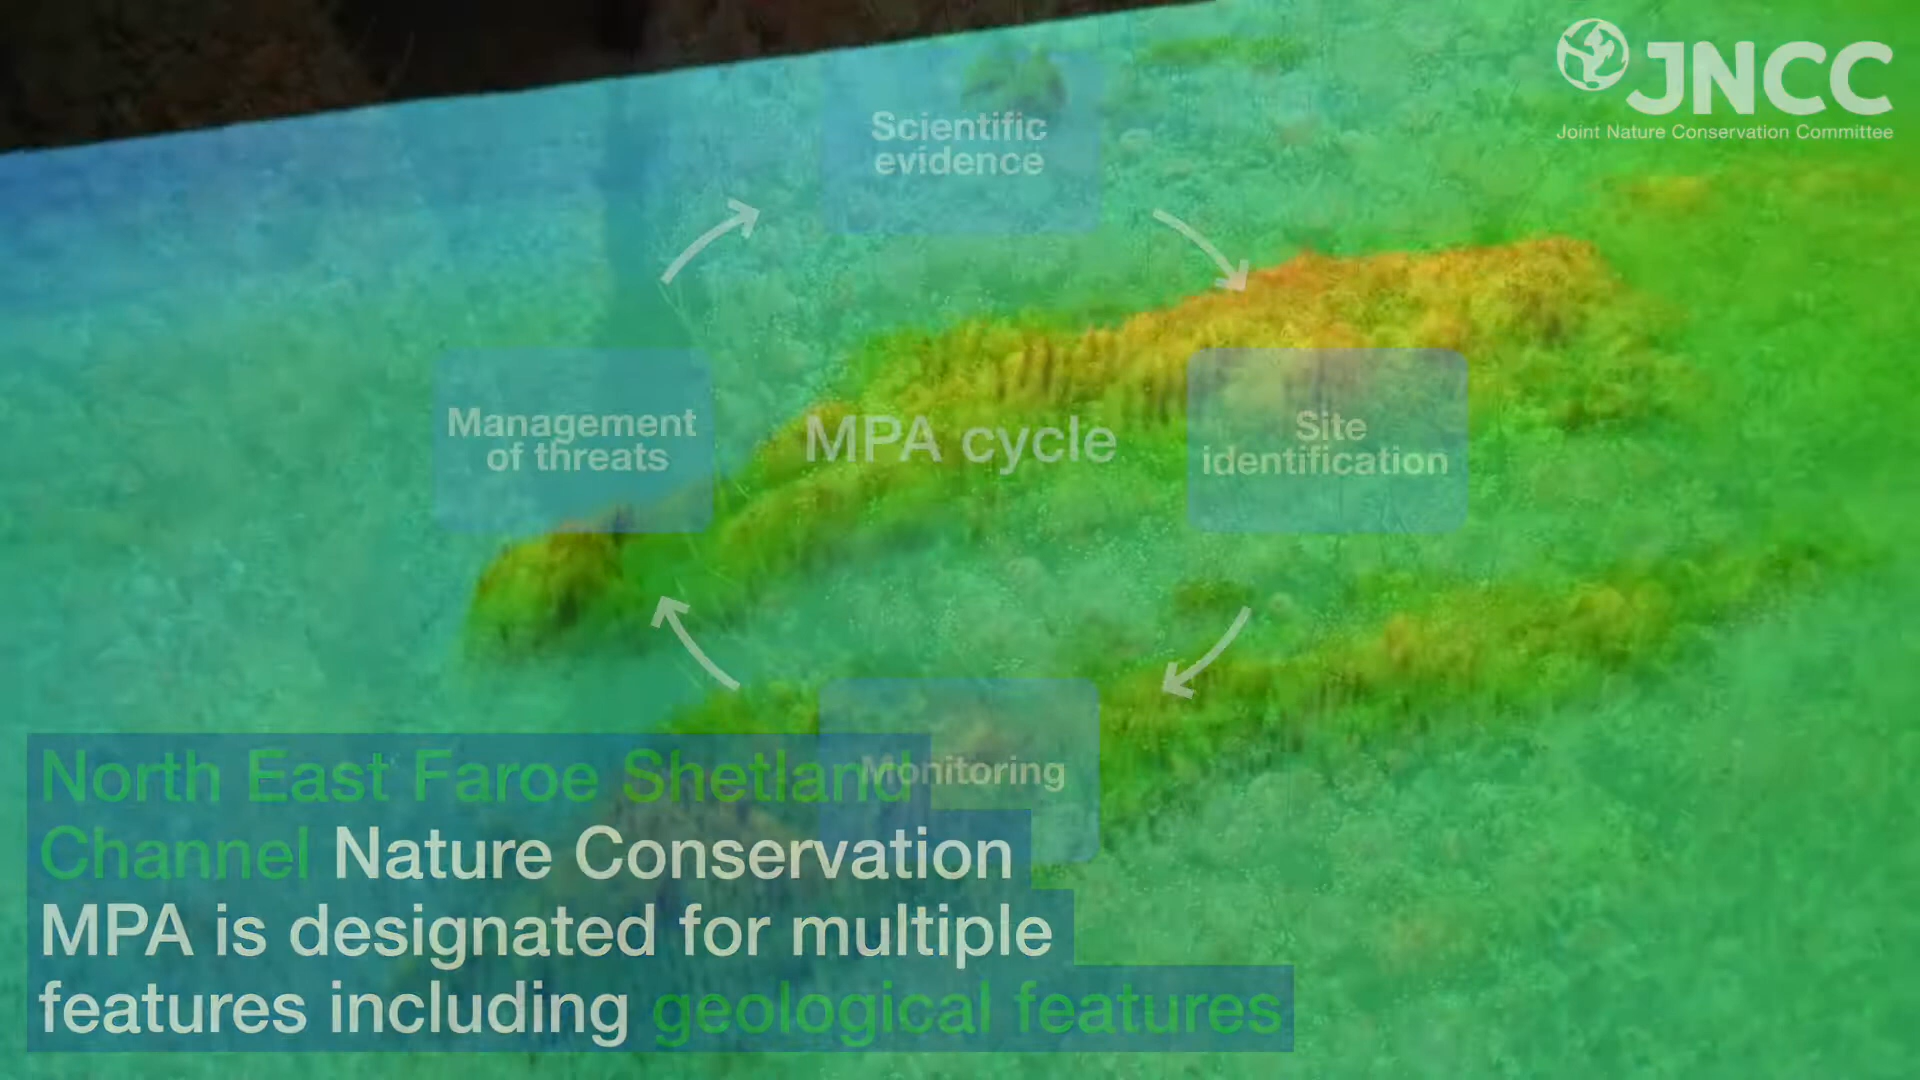 JNCC
Joint Nature Conservation Committee
Scientific
evidence
Management
of threats
MPA cycle
Site
identification
Monitoring
North East Faroe Shetland
Channel Nature Conservation
MPA is designated for multiple
features including geological features